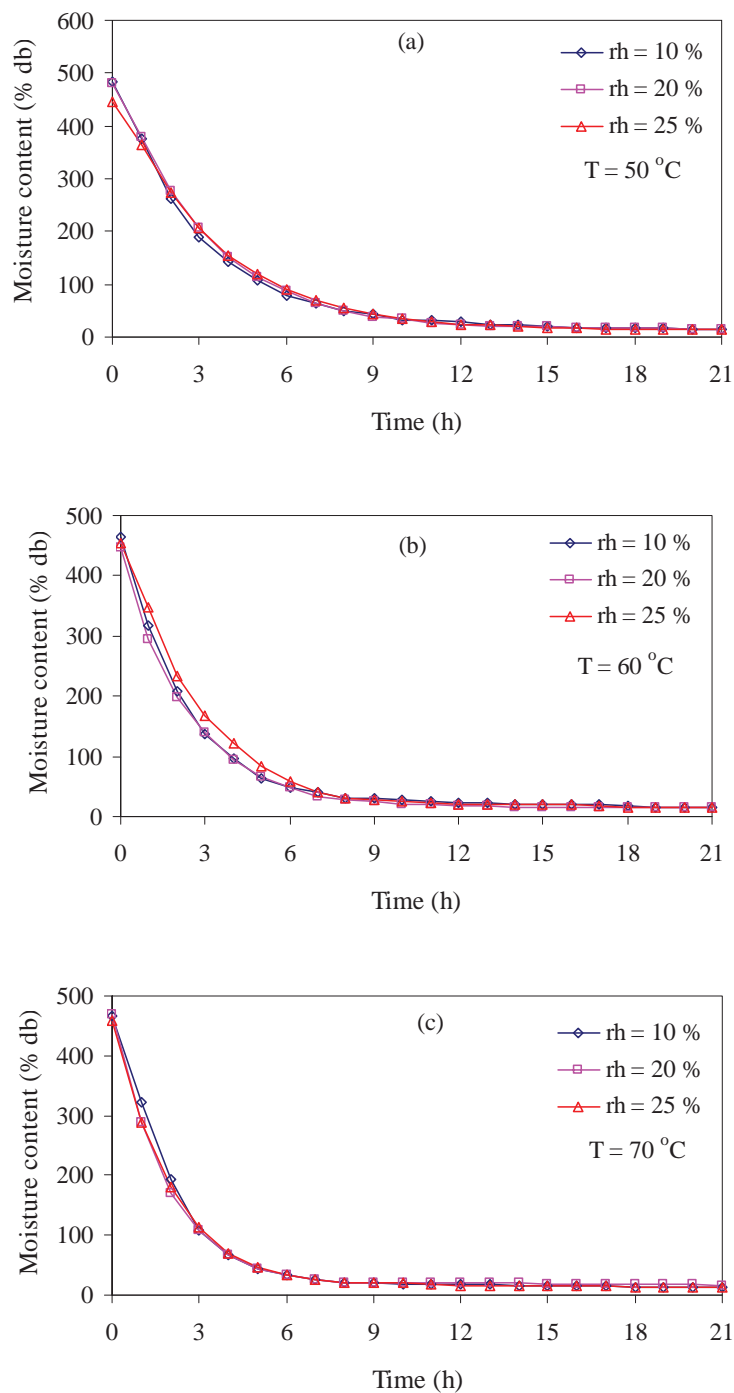 600
500
400
300
200
100
0
Moisture content (% db)
(a)
rh = 10 %
rh = 20 %
rh = 25 %
T = 50 °C
0 3 6 9 12 15 18 21
Time (h)
500
400
300
200
100
0
Moisture content (% db)
(b)
rh = 10 %
rh = 20 %
rh = 25 %
T = 60 °C
0 3 6 9 12 15 18 21
Time (h)
500
400
300
200
100
0
Moisture content (% db)
(c)
rh = 10 %
rh = 20 %
rh = 25 %
T = 70 °C
0 3 6 9 12 15 18 21
Time (h)